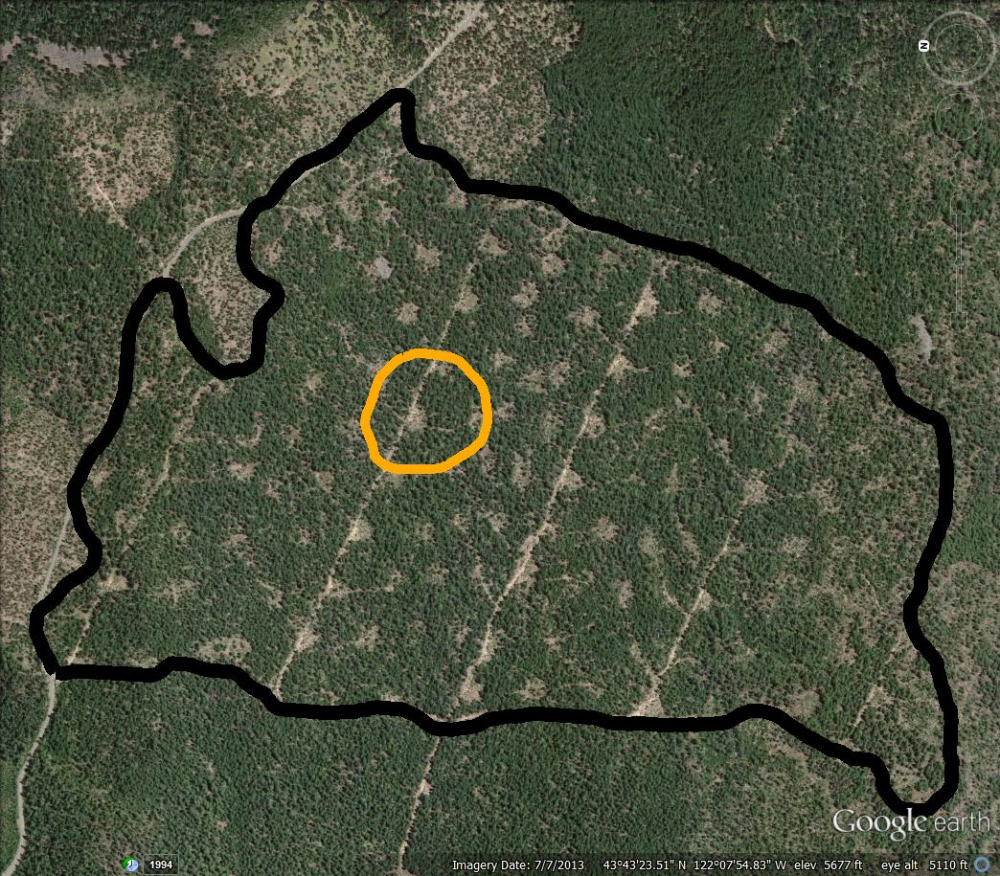 N
Google earth
1994
Imagery Date: 7/7/2013 43°43'23.51" N 122°07'54.83" W elev 5677 ft eye alt 5110 ft